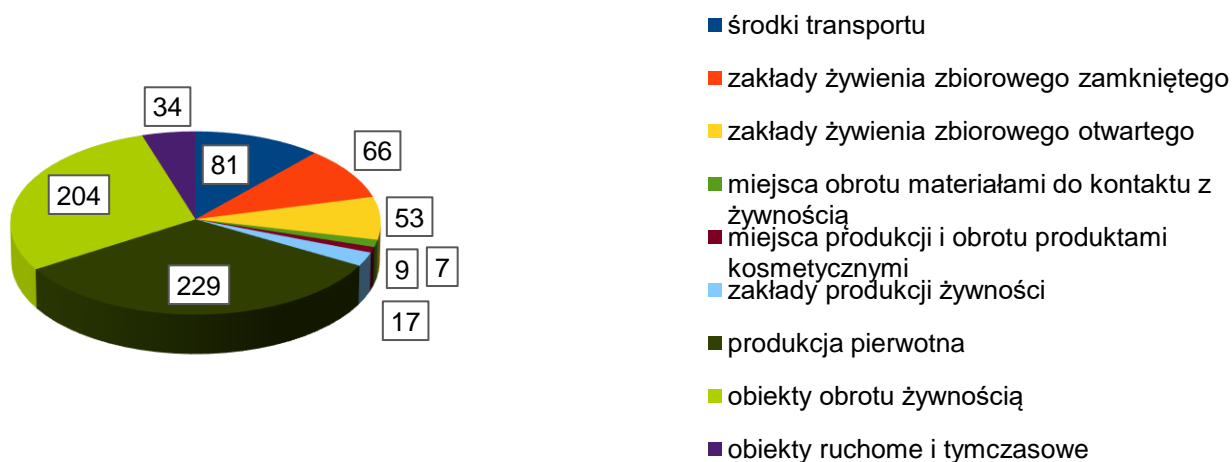 34
81
66
204
53
229
9
7
17
środki transportu
zakłady żywienia zbiorowego zamkniętego
zakłady żywienia zbiorowego otwartego
miejsca obrotu materiałami do kontaktu z
żywnością
miejsca produkcji i obrotu produktami
kosmetycznymi
zakłady produkcji żywności
produkcja pierwotna
obiekty obrotu żywnością
obiekty ruchome i tymczasowe